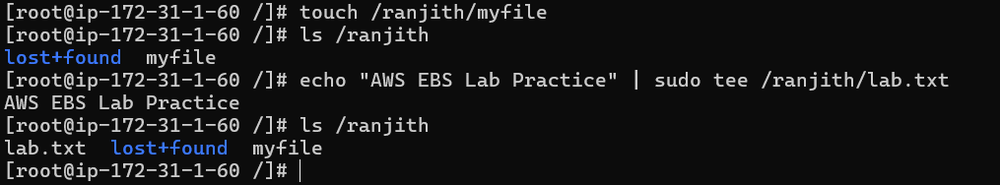 [root@ip-172-31-1-60 /]# touch /ranjith/myfile
[root@ip-172-31-1-60 /]# ls /ranjith
lost+found  myfile
[root@ip-172-31-1-60 /]# echo "AWS EBS Lab Practice" | sudo tee /ranjith/lab.txt
AWS EBS Lab Practice
[root@ip-172-31-1-60 /]# ls /ranjith
lab.txt  lost+found  myfile
[root@ip-172-31-1-60 /]#